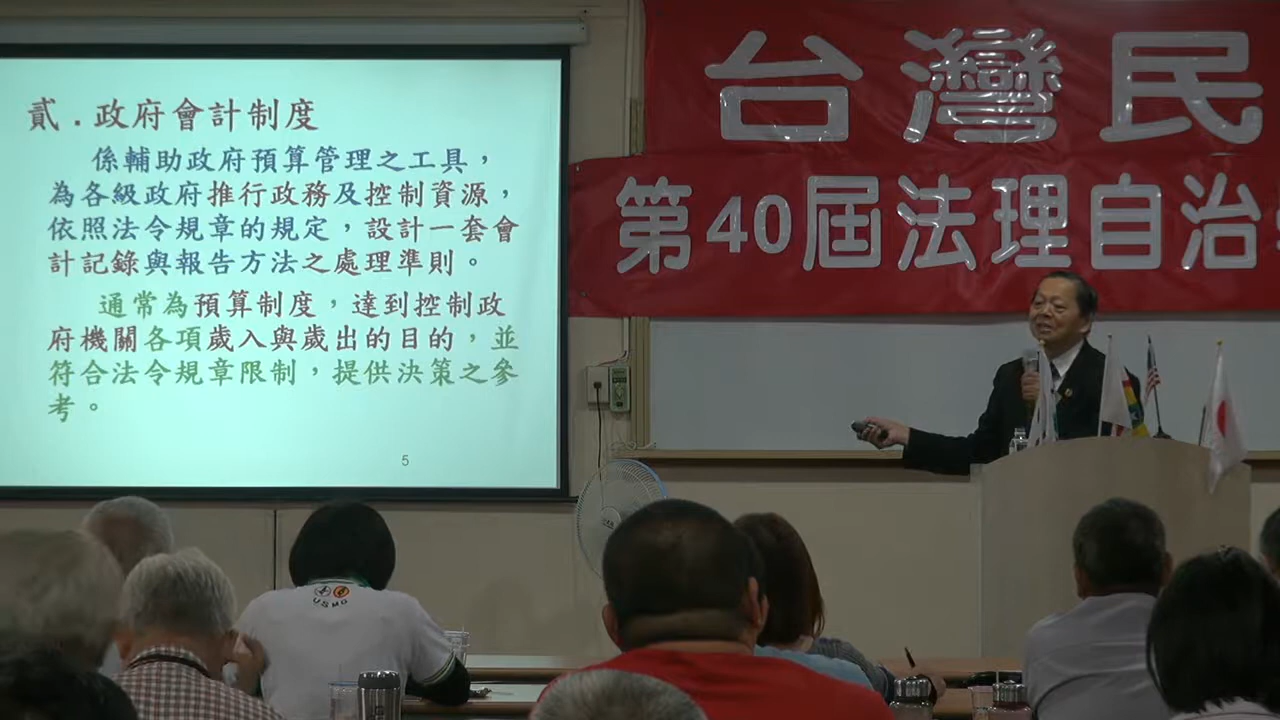 貳.政府會計制度
係輔助政府預算管理之工具，
為各級政府推行政務及控制資源，
依照法令規章的規定，設計一套會
計記錄與報告方法之處理準則。
通常為預算制度，達到控制政
府機關各項歲入與歲出的目的，並
符合法令規章限制，提供決策之參
考。
5
台灣民
第40屆法理自治
USMG